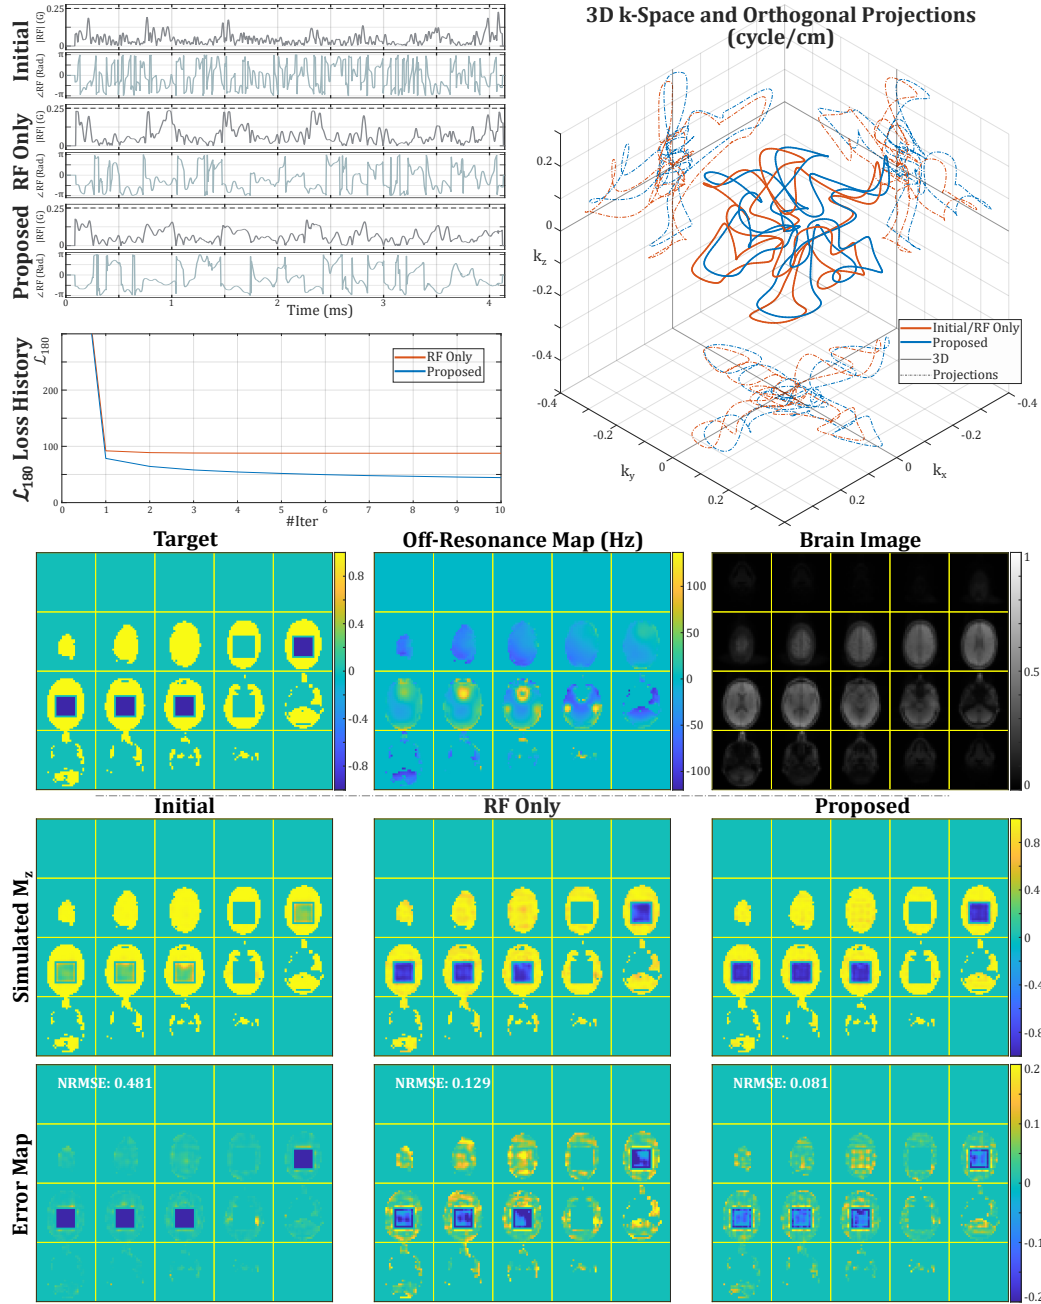 Initial
|RF| (G)
0.25
0
∠RF (Rad.)
π
0
-π
RF Only
|RF| (G)
0.25
0
∠RF (Rad.)
π
0
-π
Proposed
|RF| (G)
0.25
0
∠RF (Rad.)
π
0
-π
0 1 2 3 4
Time (ms)
3D k-Space and Orthogonal Projections
(cycle/cm)
0.2
0
-0.2
-0.4
k_z
-0.4
-0.2
0
0.2
k_y
-0.4
-0.2
0
0.2
k_x
Initial/RF Only
Proposed
3D
Projections
ℒ180 Loss History
ℒ180
200
100
0
0 1 2 3 4 5 6 7 8 9 10
#Iter
RF Only
Proposed
Target
0.8
0.4
0
-0.4
-0.8
Off-Resonance Map (Hz)
100
50
0
-50
-100
Brain Image
1
0.5
0
Initial
RF Only
Proposed
Simulated M_z
0.8
0.4
0
-0.4
-0.8
Error Map
NRMSE: 0.481
NRMSE: 0.129
NRMSE: 0.081
0.2
0.1
0
-0.1
-0.2